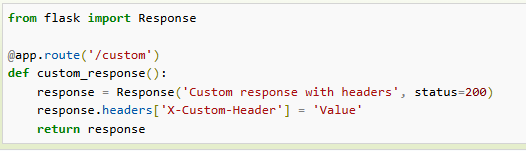 from flask import Response

@app.route('/custom')
def custom_response():
    response = Response('Custom response with headers', status=200)
    response.headers['X-Custom-Header'] = 'Value'
    return response